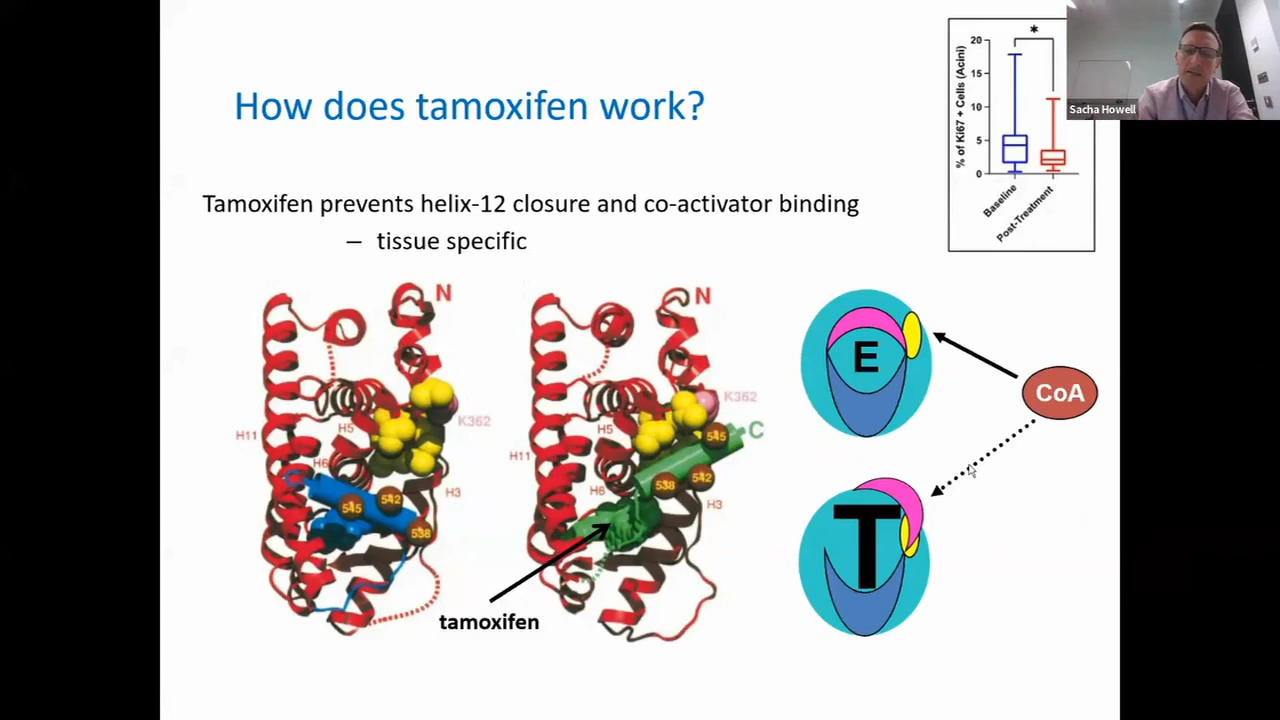 How does tamoxifen work?
Tamoxifen prevents helix-12 closure and co-activator binding
– tissue specific
% of Ki67 + Cells (Acini)
20
15
10
5
0
*
Baseline
Post-Treatment
Sacha Howell
N
K362
H5
H11
H6
545
542
H3
538
N
K362
H5
545
C
H11
H6
538
542
H3
tamoxifen
E
CoA
T